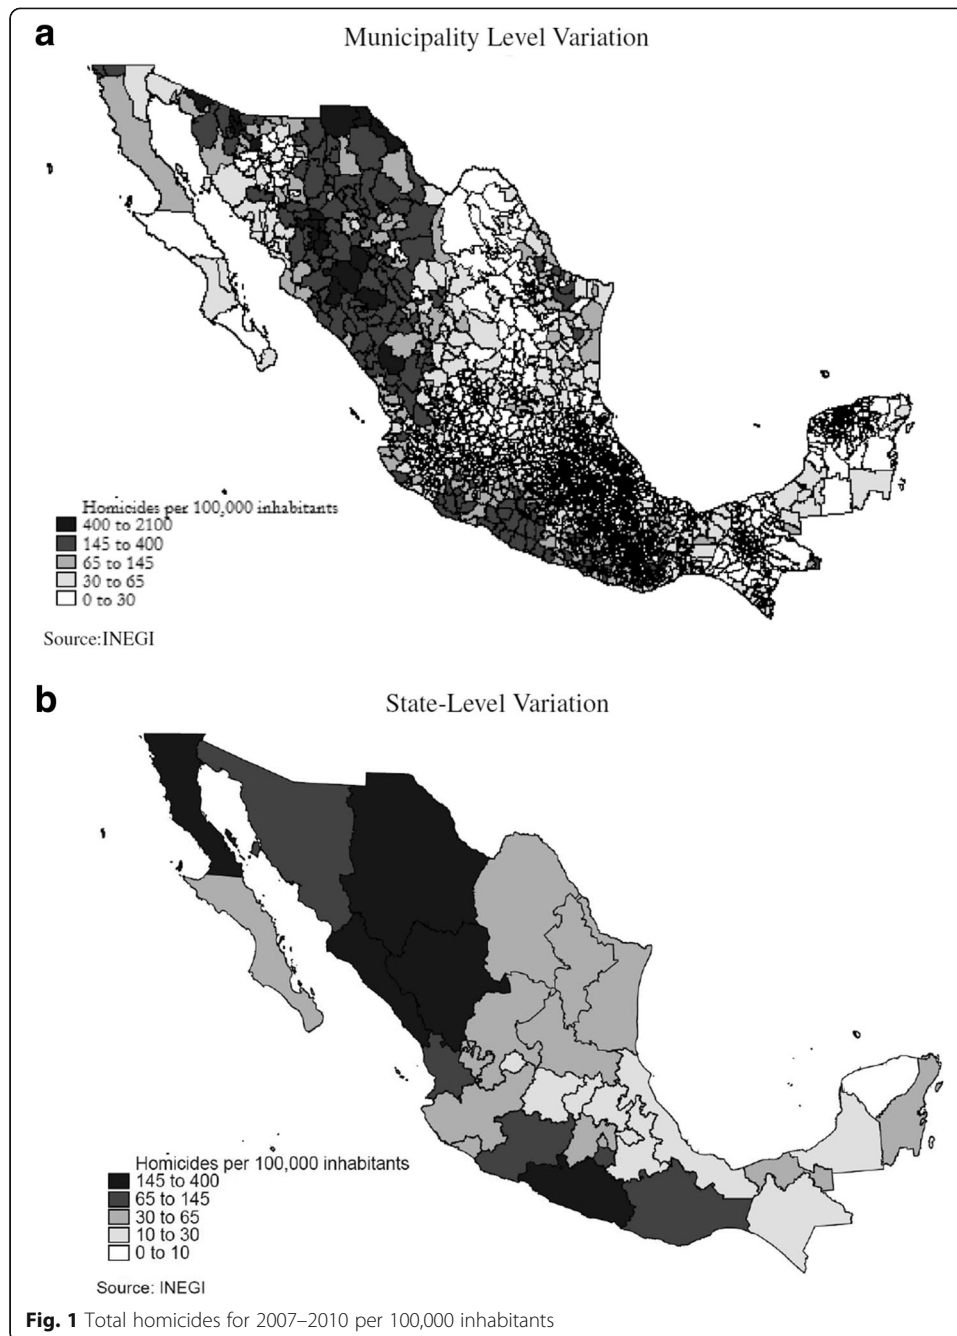 a
Municipality Level Variation
Homicides per 100,000 inhabitants
400 to 2100
145 to 400
65 to 145
30 to 65
0 to 30
Source:INEGI
b
State-Level Variation
Homicides per 100,000 inhabitants
145 to 400
65 to 145
30 to 65
10 to 30
0 to 10
Source: INEGI
Fig. 1 Total homicides for 2007–2010 per 100,000 inhabitants